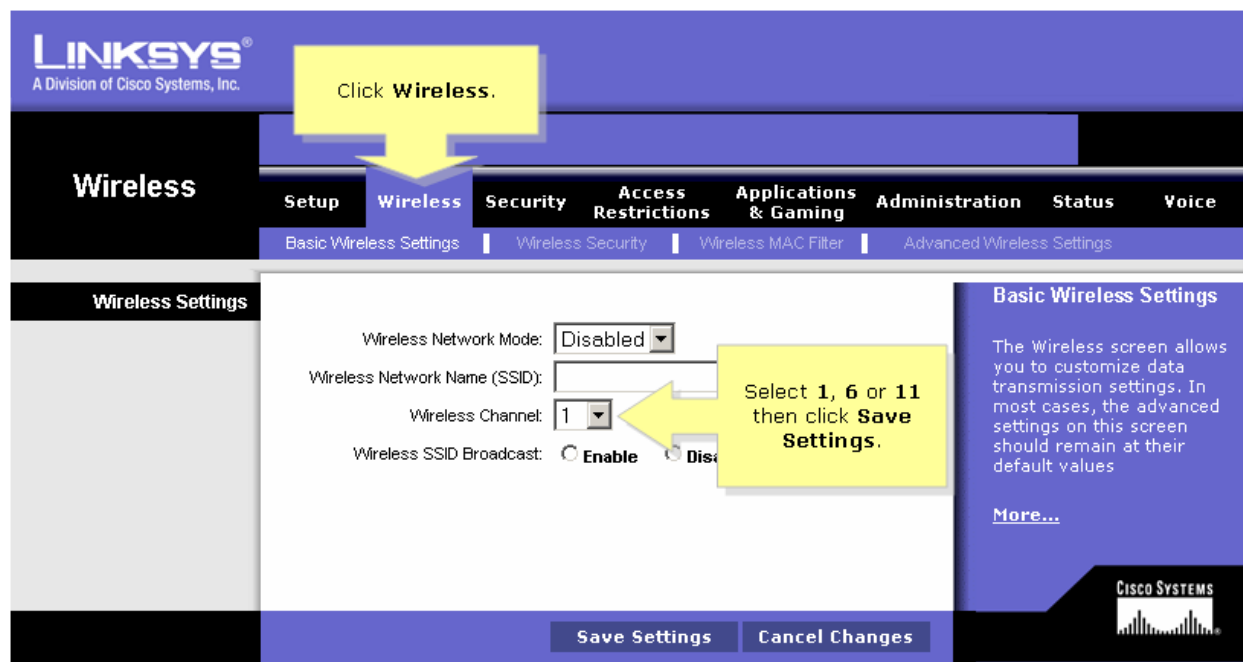 LINKSYS®
A Division of Cisco Systems, Inc.
Click Wireless.
Wireless
Setup Wireless Security Access Restrictions Applications & Gaming Administration Status Voice
Basic Wireless Settings Wireless Security Wireless MAC Filter Advanced Wireless Settings
Wireless Settings
Wireless Network Mode: Disabled
Wireless Network Name (SSID):
Wireless Channel: 1
Wireless SSID Broadcast: Enable
Select 1, 6 or 11
then click Save
Settings.
Basic Wireless Settings
The Wireless screen allows
you to customize data
transmission settings. In
most cases, the advanced
settings on this screen
should remain at their
default values
More...
CISCO SYSTEMS
Save Settings Cancel Changes